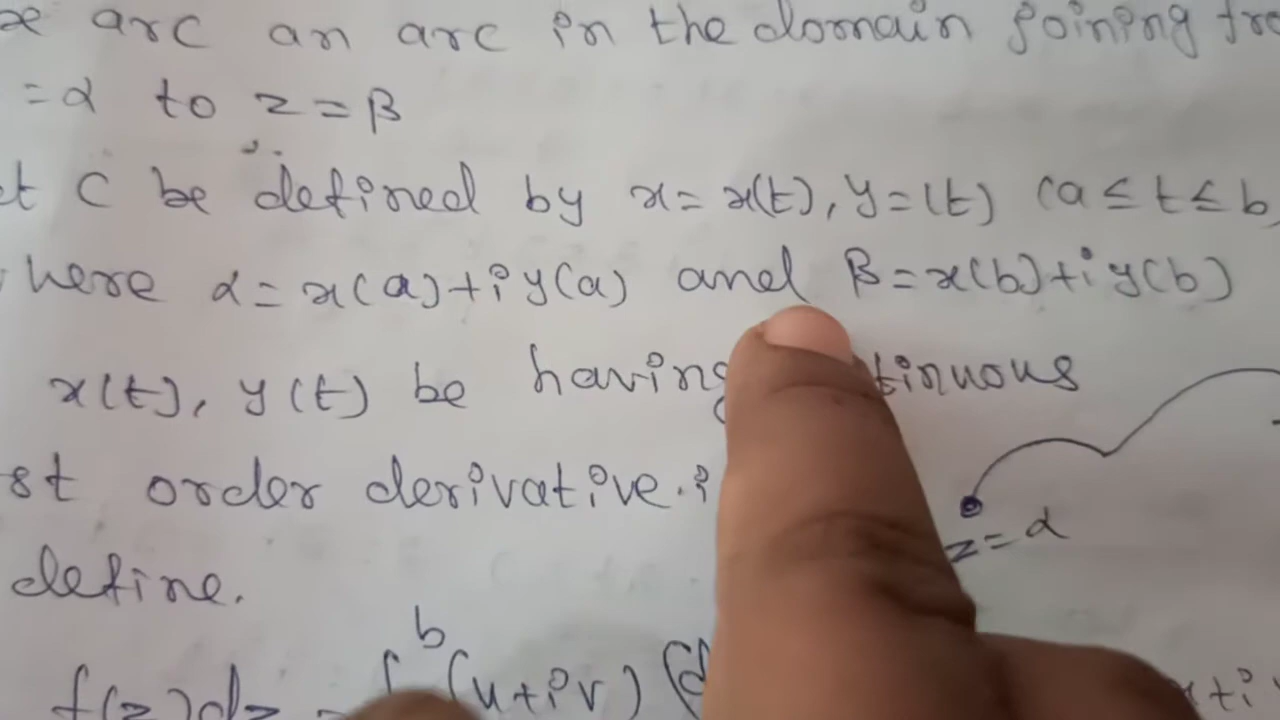 arc an arc in the domain joining
=α to z=β
C be defined by x=x(t), y=(t) (a≤t≤b
here α=x(a)+iy(a) and β=x(b)+iy(b)
x(t), y(t) be having tinuous
st order derivative.
z=α
define.
f(z)dz = ∫ᵇ(u+iv)